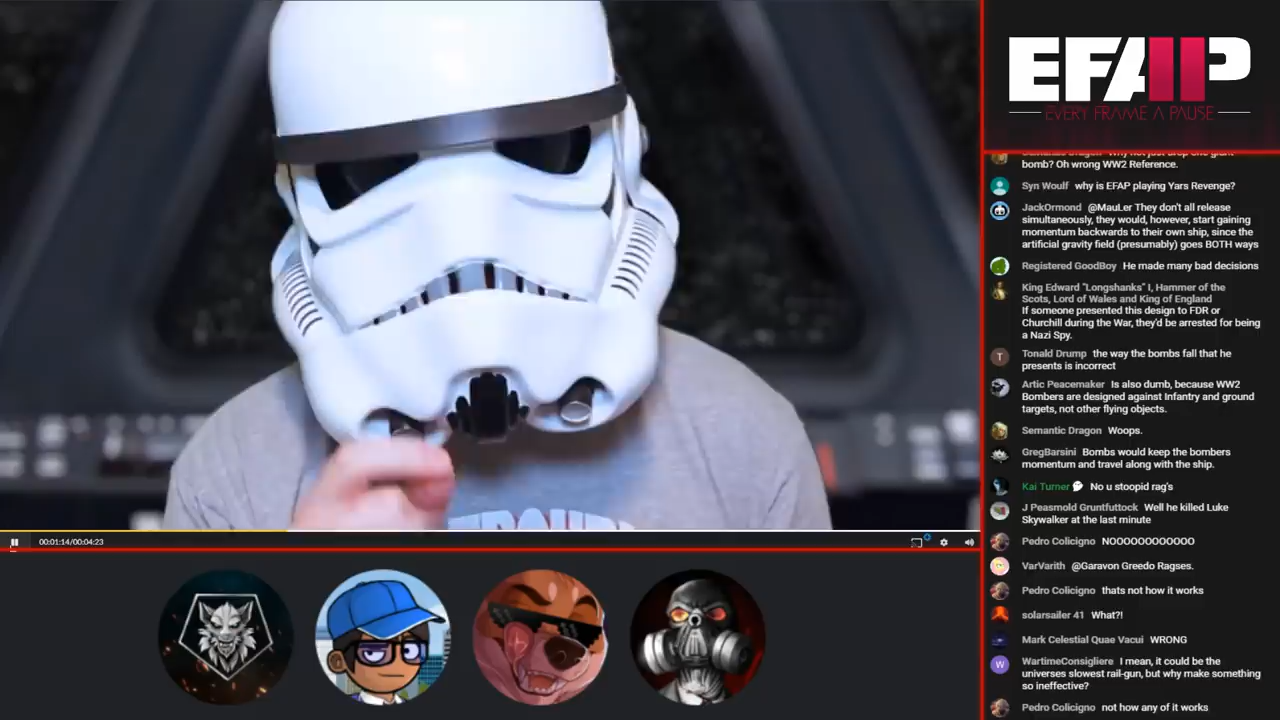 EFAP
EVERY FRAME A PAUSE
bomb? Oh wrong WW2 Reference.
Syn Woulf why is EFAP playing Yars Revenge?
JackOrmond @MauLer They don't all release
simultaneously, they would, however, start gaining
momentum backwards to their own ship, since the
artificial gravity field (presumably) goes BOTH ways
Registered GoodBoy He made many bad decisions
King Edward "Longshanks" I, Hammer of the
Scots, Lord of Wales and King of England
If someone presented this design to FDR or
Churchill during the War, they'd be arrested for being
a Nazi Spy.
T
Tonald Drump the way the bombs fall that he
presents is incorrect
Artic Peacemaker Is also dumb, because WW2
Bombers are designed against Infantry and ground
targets, not other flying objects.
Semantic Dragon Woops.
GregBarsini Bombs would keep the bombers
momentum and travel along with the ship.
Kai Turner No u stoopid rag's
J Peasmold Gruntfuttock Well he killed Luke
Skywalker at the last minute
Pedro Colicigno NOOOOOOOOOOO
VarVarith @Garavon Greedo Ragses.
Pedro Colicigno thats not how it works
solarsailer 41 What?!
Mark Celestial Quae Vacui WRONG
W
WartimeConsigliere I mean, it could be the
universes slowest rail-gun, but why make something
so ineffective?
Pedro Colicigno not how any of it works
00:01:14/00:04:23